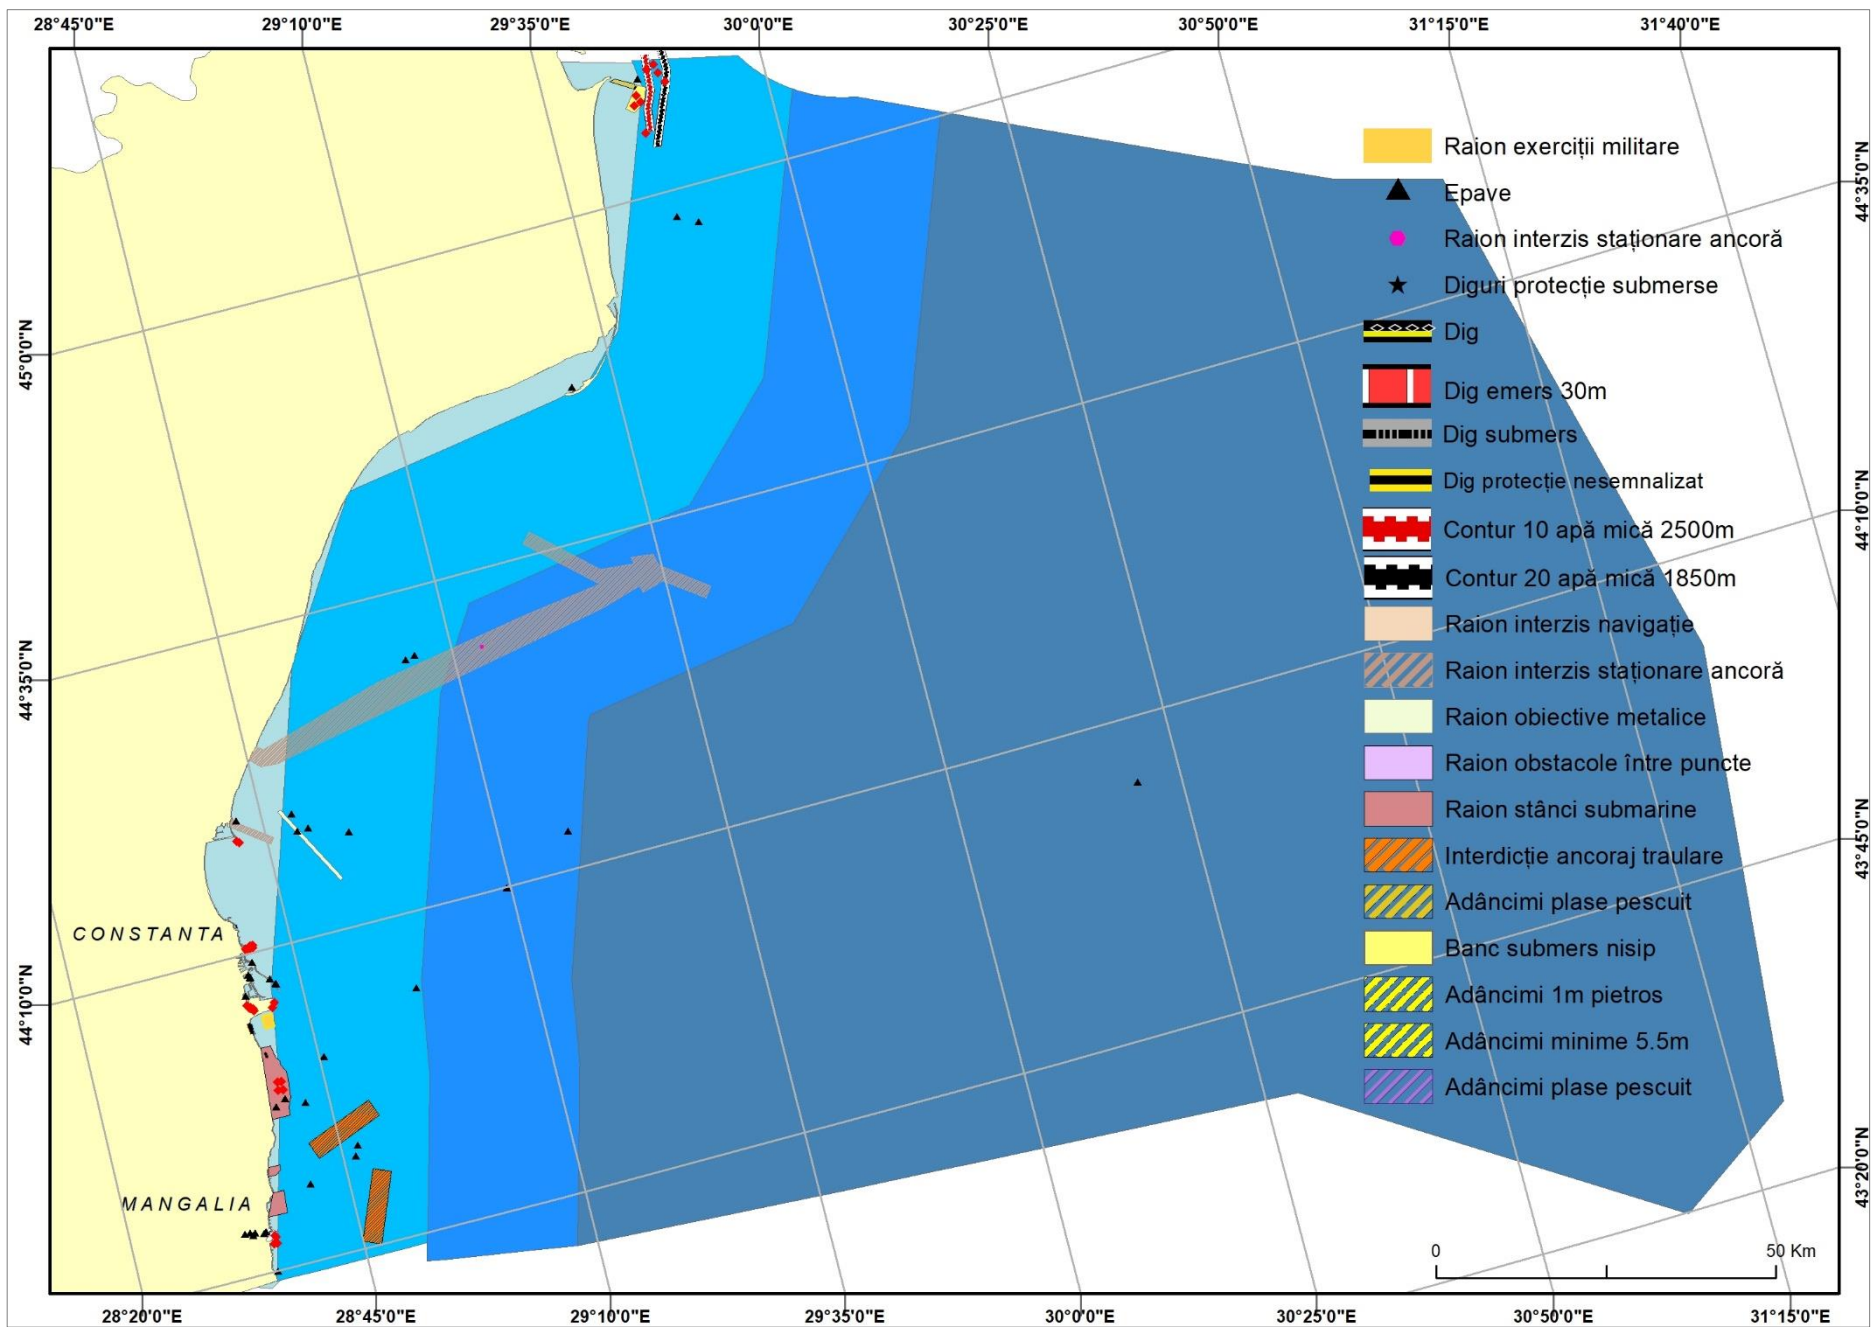 28°45'0"E 29°10'0"E 29°35'0"E 30°0'0"E 30°25'0"E 30°50'0"E 31°15'0"E 31°40'0"E
Raion exerciții militare
Epave
Raion interzis staționare ancoră
Diguri protecție submerse
Dig
Dig emers 30m
Dig submers
Dig protecție nesemnalizat
Contur 10 apă mică 2500m
Contur 20 apă mică 1850m
Raion interzis navigație
Raion interzis staționare ancoră
Raion obiective metalice
Raion obstacole între puncte
Raion stânci submarine
Interdicție ancoraj traulare
Adâncimi plase pescuit
Banc submers nisip
Adâncimi 1m pietros
Adâncimi minime 5.5m
Adâncimi plase pescuit
45°0'0"N
44°35'0"N
44°10'0"N
CONSTANTA
MANGALIA
44°35'0"N
44°10'0"N
43°45'0"N
43°20'0"N
0 50 Km
28°20'0"E 28°45'0"E 29°10'0"E 29°35'0"E 30°0'0"E 30°25'0"E 30°50'0"E 31°15'0"E